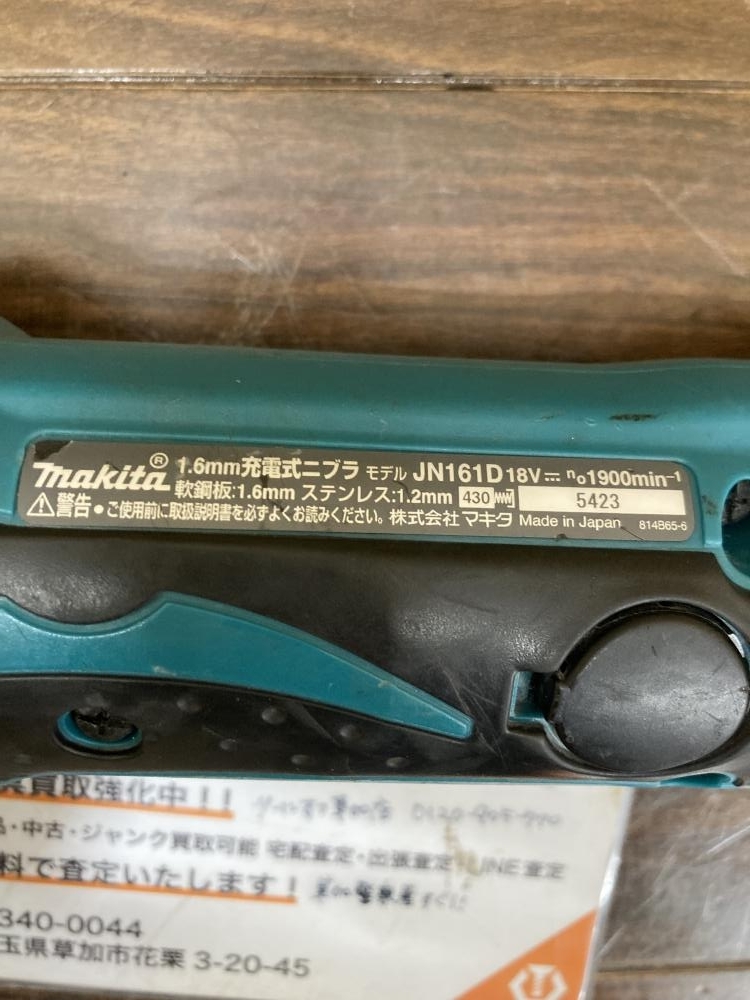 makita® 1.6mm充電式ニブラ モデル JN161D 18V⎓ n₀1900min⁻¹
軟鋼板:1.6mm ステンレス:1.2mm 430 5423
⚠警告●ご使用前に取扱説明書を必ずよくお読みください。株式会社マキタ Made in Japan 814B65-6
買取強化中!!
・中古・ジャンク買取可能 宅配査定・出張査定・LINE査定
料で査定いたします!
340-0044
玉県草加市花栗 3-20-45